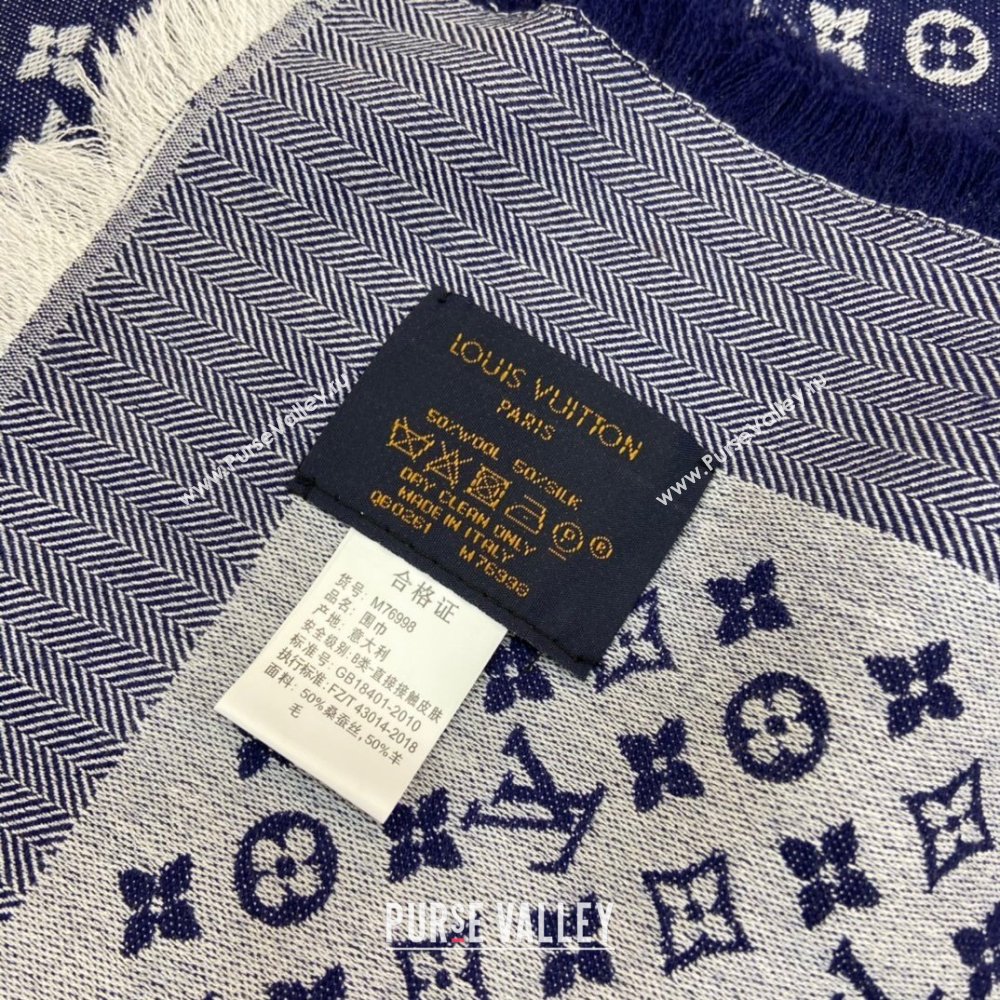 LOUIS VUITTON
PARIS
50%WOOL 50%SILK
P R
DRY CLEAN ONLY
MADE IN ITALY
M76998
合格证
货号: M76998
品名: 围巾
产地: 意大利
安全级别: B类-直接接触皮肤
标准号: GB18401-2010
执行标准: FZ/T 43014-2018
面料: 50%桑蚕丝,50%羊
毛
www.PurseValley.ru
www.PurseValley.jp
PURSE VALLEY